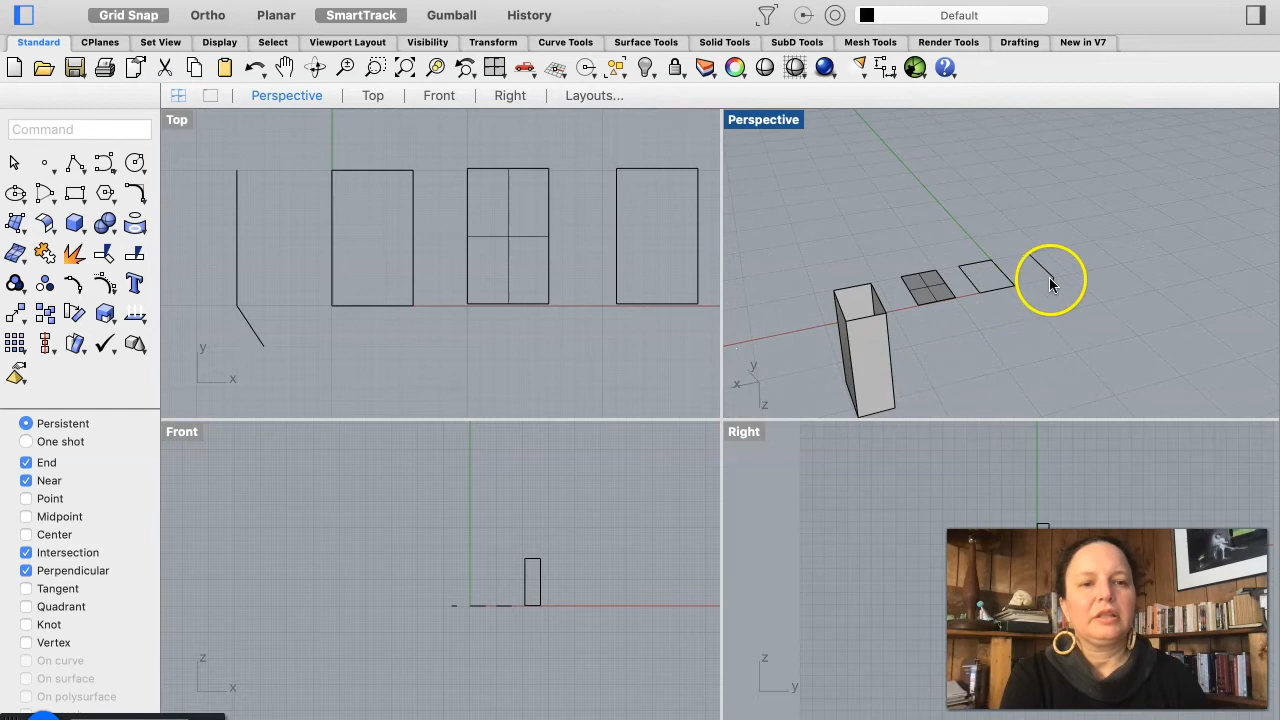 Grid Snap Ortho Planar SmartTrack Gumball History Default
Standard CPlanes Set View Display Select Viewport Layout Visibility Transform Curve Tools Surface Tools Solid Tools SubD Tools Mesh Tools Render Tools Drafting New in V7
Perspective Top Front Right Layouts...
Command
Top
y
x
Perspective
y
x
z
Front
z
x
Right
z
y
Persistent
One shot
End
Near
Point
Midpoint
Center
Intersection
Perpendicular
Tangent
Quadrant
Knot
Vertex
On curve
On surface
On polysurface